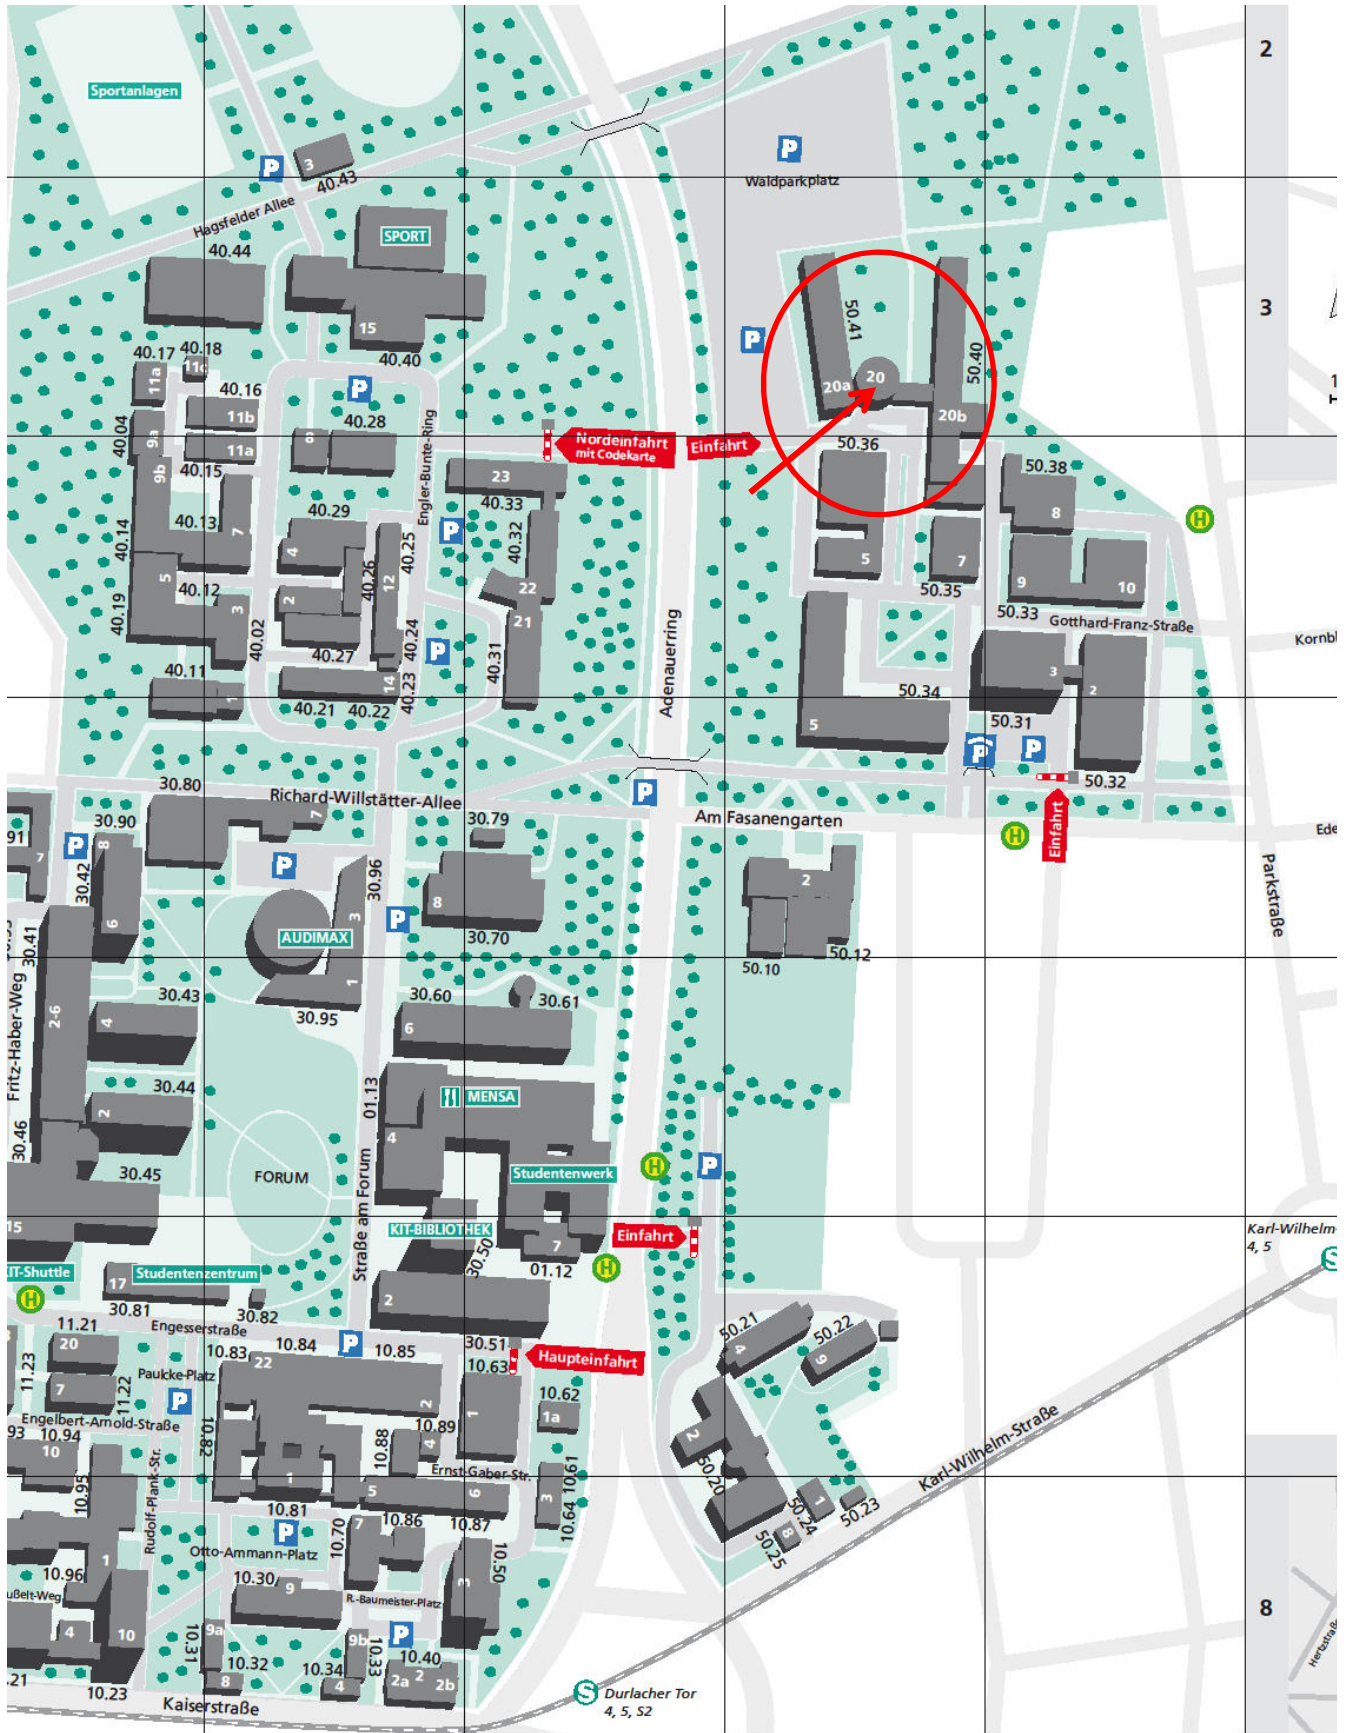 2
Sportanlagen
P
Waldparkplatz
P
3
40.43
Hagsfelder Allee
SPORT
40.44
3
15
40.40
50.41
50.40
20a
20
20b
P
40.17
40.18
11a
11c
40.16
11b
11a
40.04
9a
9b
40.15
P
40.28
8
Nordeinfahrt
mit Codekarte
Einfahrt
50.36
50.38
8
23
40.33
Engler-Bunte-Ring
40.14
40.13
7
5
40.29
4
40.25
40.26
12
P
40.32
22
H
5
7
9
10
50.35
50.33
Gotthard-Franz-Straße
40.19
40.12
3
2
40.02
40.27
40.24
21
P
40.31
Adenauerring
40.11
1
14
40.21
40.22
40.23
50.34
3
2
5
50.31
P
P
50.32
30.80
Richard-Willstätter-Allee
P
Am Fasanengarten
H
Einfahrt
Parkstraße
91
7
P
30.90
8
7
30.79
30.42
6
P
30.96
3
8
30.70
P
AUDIMAX
2
50.10
50.12
30.41
Fritz-Haber-Weg
2-6
30.43
4
1
30.95
30.60
30.61
6
30.44
2
01.13
MENSA
4
30.46
30.45
FORUM
Straße am Forum
Studentenwerk
H
P
15
KIT-BIBLIOTHEK
7
Einfahrt
30.50
01.12
H
Karl-Wilhelm-
4, 5
S
KIT-Shuttle
H
17
Studentenzentrum
30.81
30.82
2
Engesserstraße
P
30.51
11.21
20
10.83
10.84
10.85
10.63
Haupteinfahrt
50.21
4
50.22
9
11.23
7
11.22
Paulcke-Platz
P
22
2
1
10.62
1a
Engelbert-Arnold-Straße
93
10.94
10
10.82
10.88
10.89
4
2
50.20
Karl-Wilhelm-Straße
10.95
Rudolf-Plank-Str.
1
Ernst-Gaber-Str.
5
6
3
10.61
10.64
10.81
10.86
10.87
1
50.24
50.23
8
50.25
P
Otto-Ammann-Platz
10.70
7
1
10.96
10.30
9
3
10.50
8
R.-Baumeister-Platz
Hertzstraße
4
10
10.31
9a
P
9b
10.33
10.40
10.32
8
10.34
4
2a
2
2b
.21
10.23
Kaiserstraße
S
Durlacher Tor
4, 5, S2